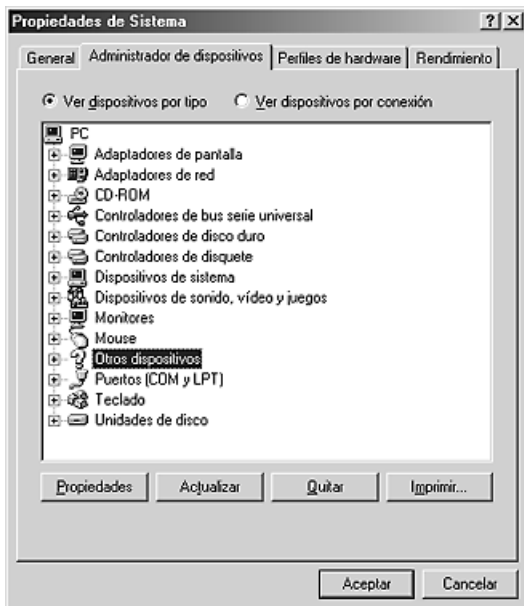 Propiedades de Sistema
General Administrador de dispositivos Perfiles de hardware Rendimiento
Ver dispositivos por tipo Ver dispositivos por conexión
PC
Adaptadores de pantalla
Adaptadores de red
CD-ROM
Controladores de bus serie universal
Controladores de disco duro
Controladores de disquete
Dispositivos de sistema
Dispositivos de sonido, vídeo y juegos
Monitores
Mouse
Otros dispositivos
Puertos (COM y LPT)
Teclado
Unidades de disco
Propiedades Actualizar Quitar Imprimir...
Aceptar Cancelar